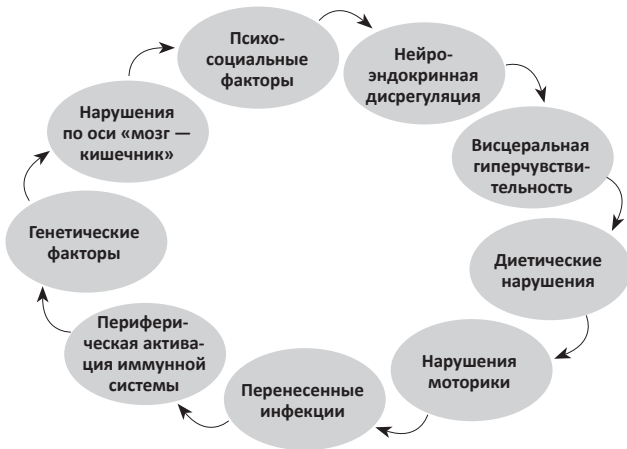 Психо-
социальные
факторы
Нейро-
эндокринная
дисрегуляция
Висцеральная
гиперчувстви-
тельность
Диетические
нарушения
Нарушения
моторики
Перенесенные
инфекции
Перифери-
ческая актива-
ция иммунной
системы
Генетические
факторы
Нарушения
по оси «мозг —
кишечник»